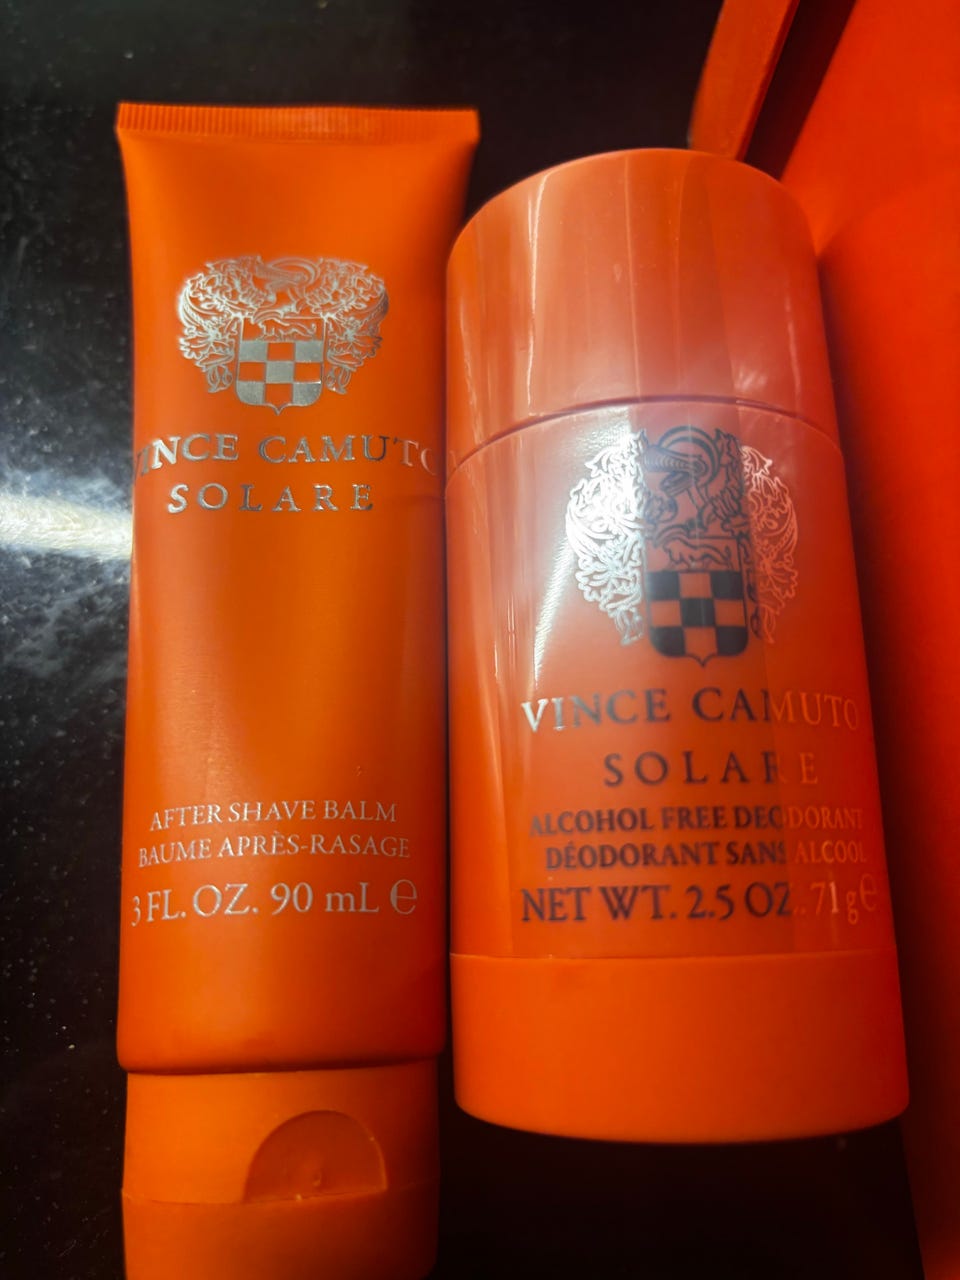 VINCE CAMUTO
SOLARE
AFTER SHAVE BALM
BAUME APRÈS-RASAGE
3 FL. OZ. 90 mL ℮
VINCE CAMUTO
SOLARE
ALCOHOL FREE DEODORANT
DÉODORANT SANS ALCOOL
NET WT. 2.5 OZ. 71g℮